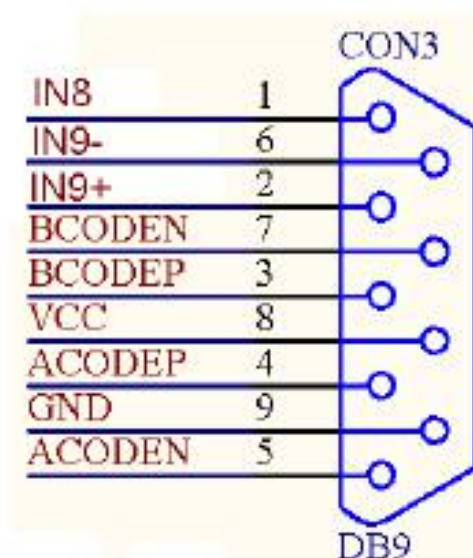 CON3
IN8 1
IN9- 6
IN9+ 2
BCODEN 7
BCODEP 3
VCC 8
ACODEP 4
GND 9
ACODEN 5
DB9